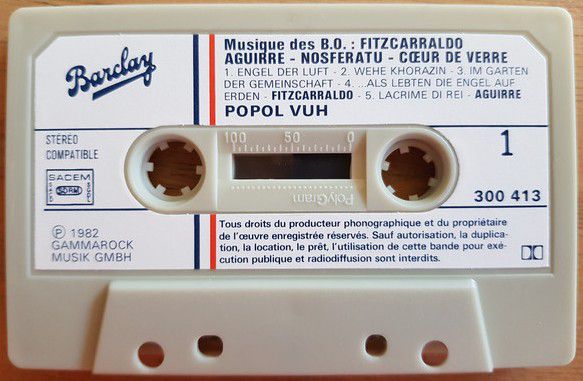 Barclay
Musique des B.O. : FITZCARRALDO
AGUIRRE - NOSFERATU - CŒUR DE VERRE
1. ENGEL DER LUFT - 2. WEHE KHORAZIN - 3. IM GARTEN
DER GEMEINSCHAFT - 4. ...ALS LEBTEN DIE ENGEL AUF
ERDEN - FITZCARRALDO - 5. LACRIME DI REI - AGUIRRE
POPOL VUH
STÉRÉO
COMPATIBLE
100 50 0
1
SACEM
PolyGram
300 413
℗ 1982
GAMMAROCK
MUSIK GMBH
Tous droits du producteur phonographique et du propriétaire
de l'œuvre enregistrée réservés. Sauf autorisation, la duplica-
tion, la location, le prêt, l'utilisation de cette bande pour exé-
cution publique et radiodiffusion sont interdits.